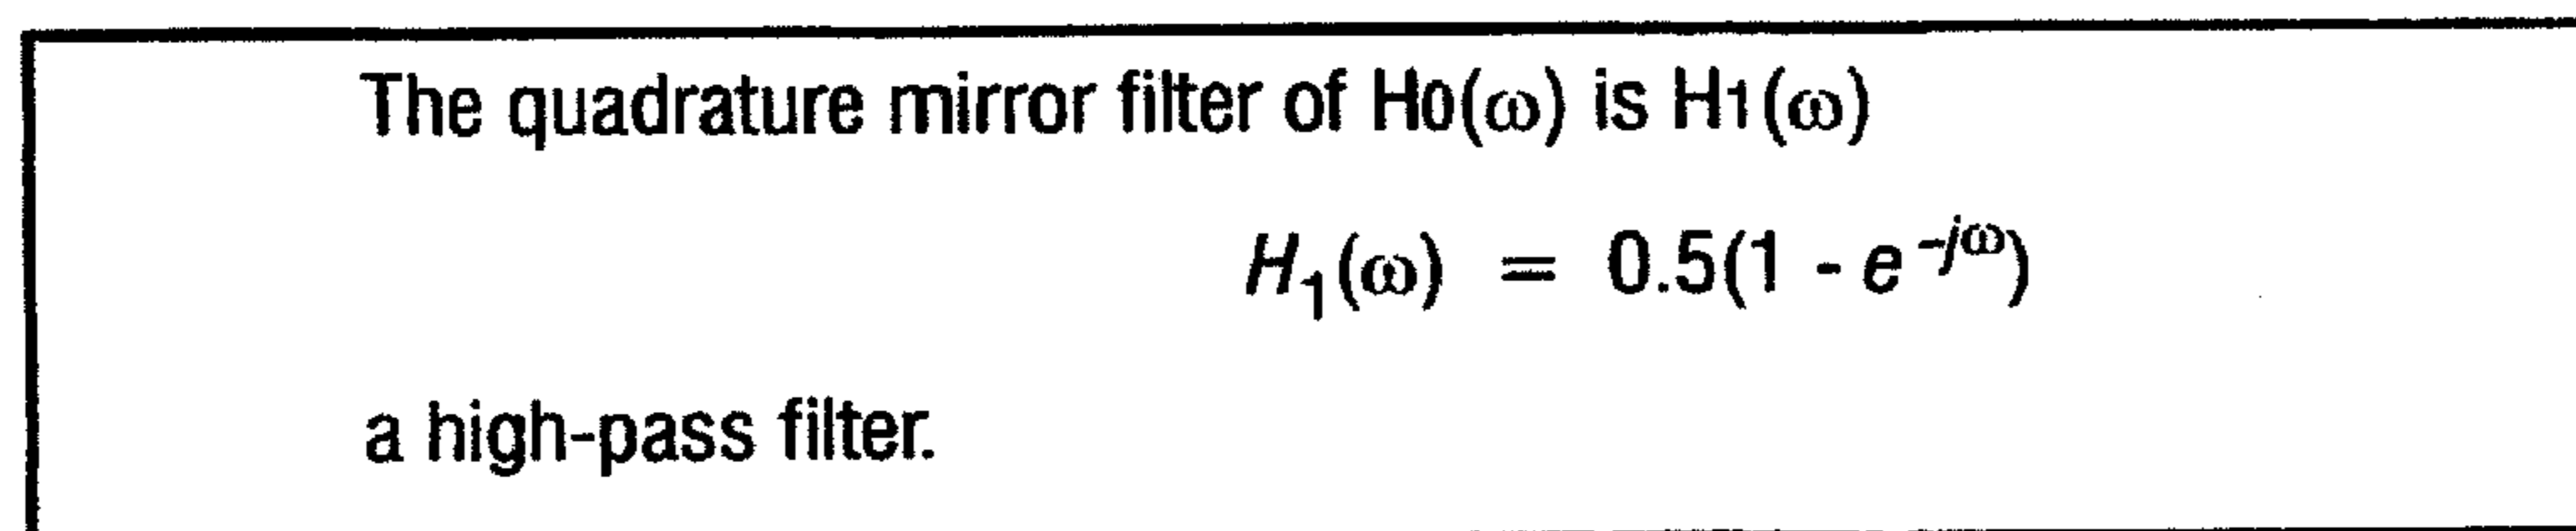 The quadrature mirror filter of H0(ω) is H1(ω)
H₁(ω) = 0.5(1 - e^{-jω})
a high-pass filter.